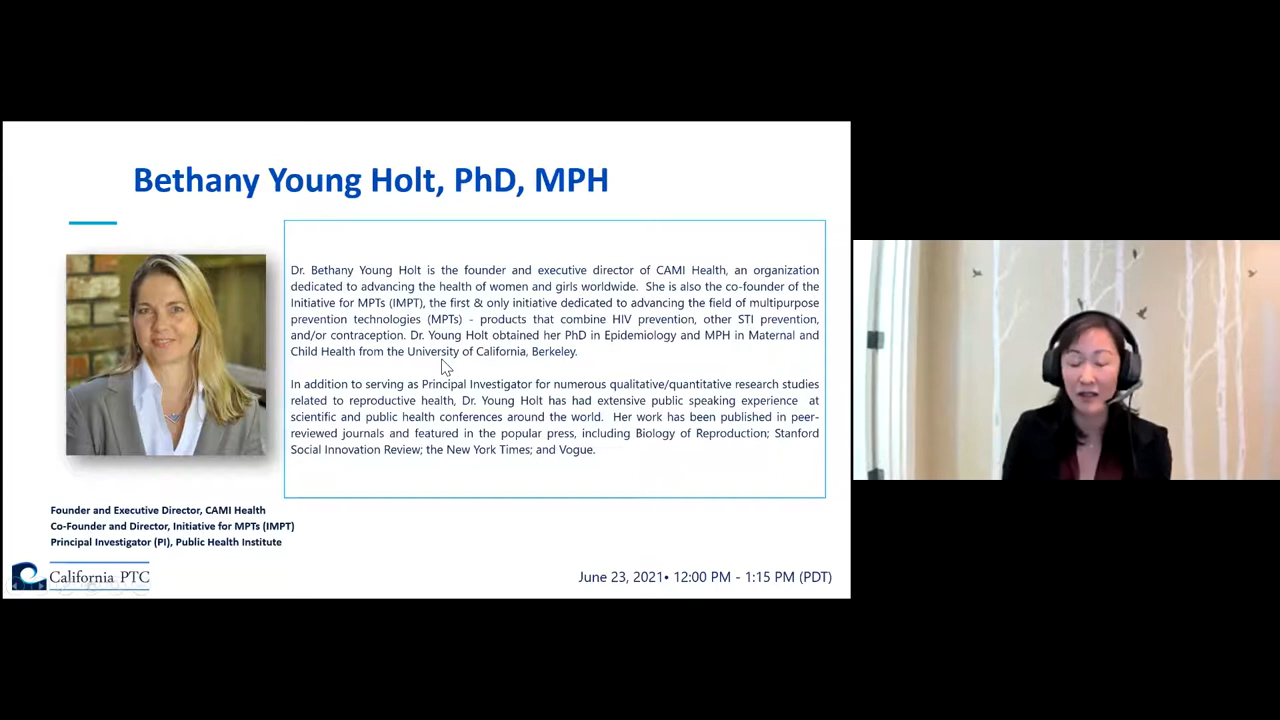 Bethany Young Holt, PhD, MPH
Dr. Bethany Young Holt is the founder and executive director of CAMI Health, an organization
dedicated to advancing the health of women and girls worldwide. She is also the co-founder of the
Initiative for MPTs (IMPT), the first & only initiative dedicated to advancing the field of multipurpose
prevention technologies (MPTs) - products that combine HIV prevention, other STI prevention,
and/or contraception. Dr. Young Holt obtained her PhD in Epidemiology and MPH in Maternal and
Child Health from the University of California, Berkeley.
In addition to serving as Principal Investigator for numerous qualitative/quantitative research studies
related to reproductive health, Dr. Young Holt has had extensive public speaking experience at
scientific and public health conferences around the world. Her work has been published in peer-
reviewed journals and featured in the popular press, including Biology of Reproduction; Stanford
Social Innovation Review; the New York Times; and Vogue.
Founder and Executive Director, CAMI Health
Co-Founder and Director, Initiative for MPTs (IMPT)
Principal Investigator (PI), Public Health Institute
California PTC
June 23, 2021• 12:00 PM - 1:15 PM (PDT)